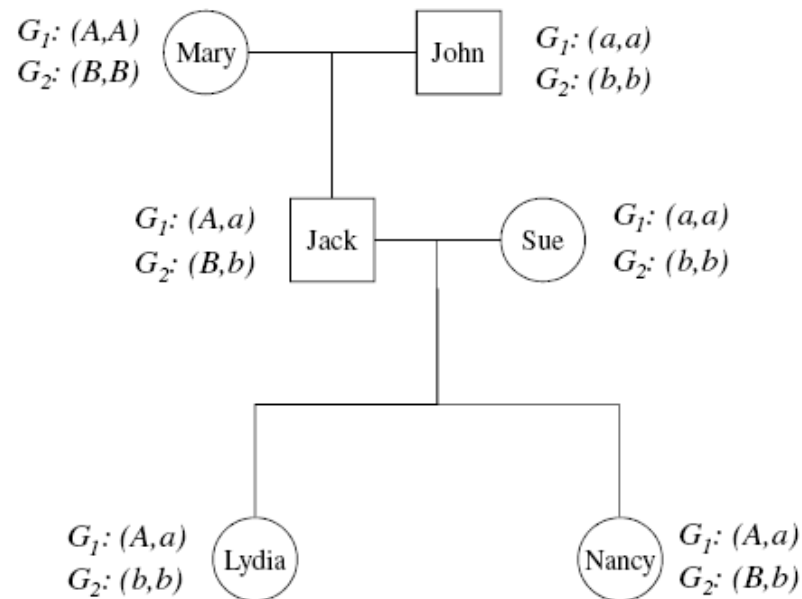 G1: (A,A)
G2: (B,B)
Mary
John
G1: (a,a)
G2: (b,b)
G1: (A,a)
G2: (B,b)
Jack
Sue
G1: (a,a)
G2: (b,b)
G1: (A,a)
G2: (b,b)
Lydia
Nancy
G1: (A,a)
G2: (B,b)